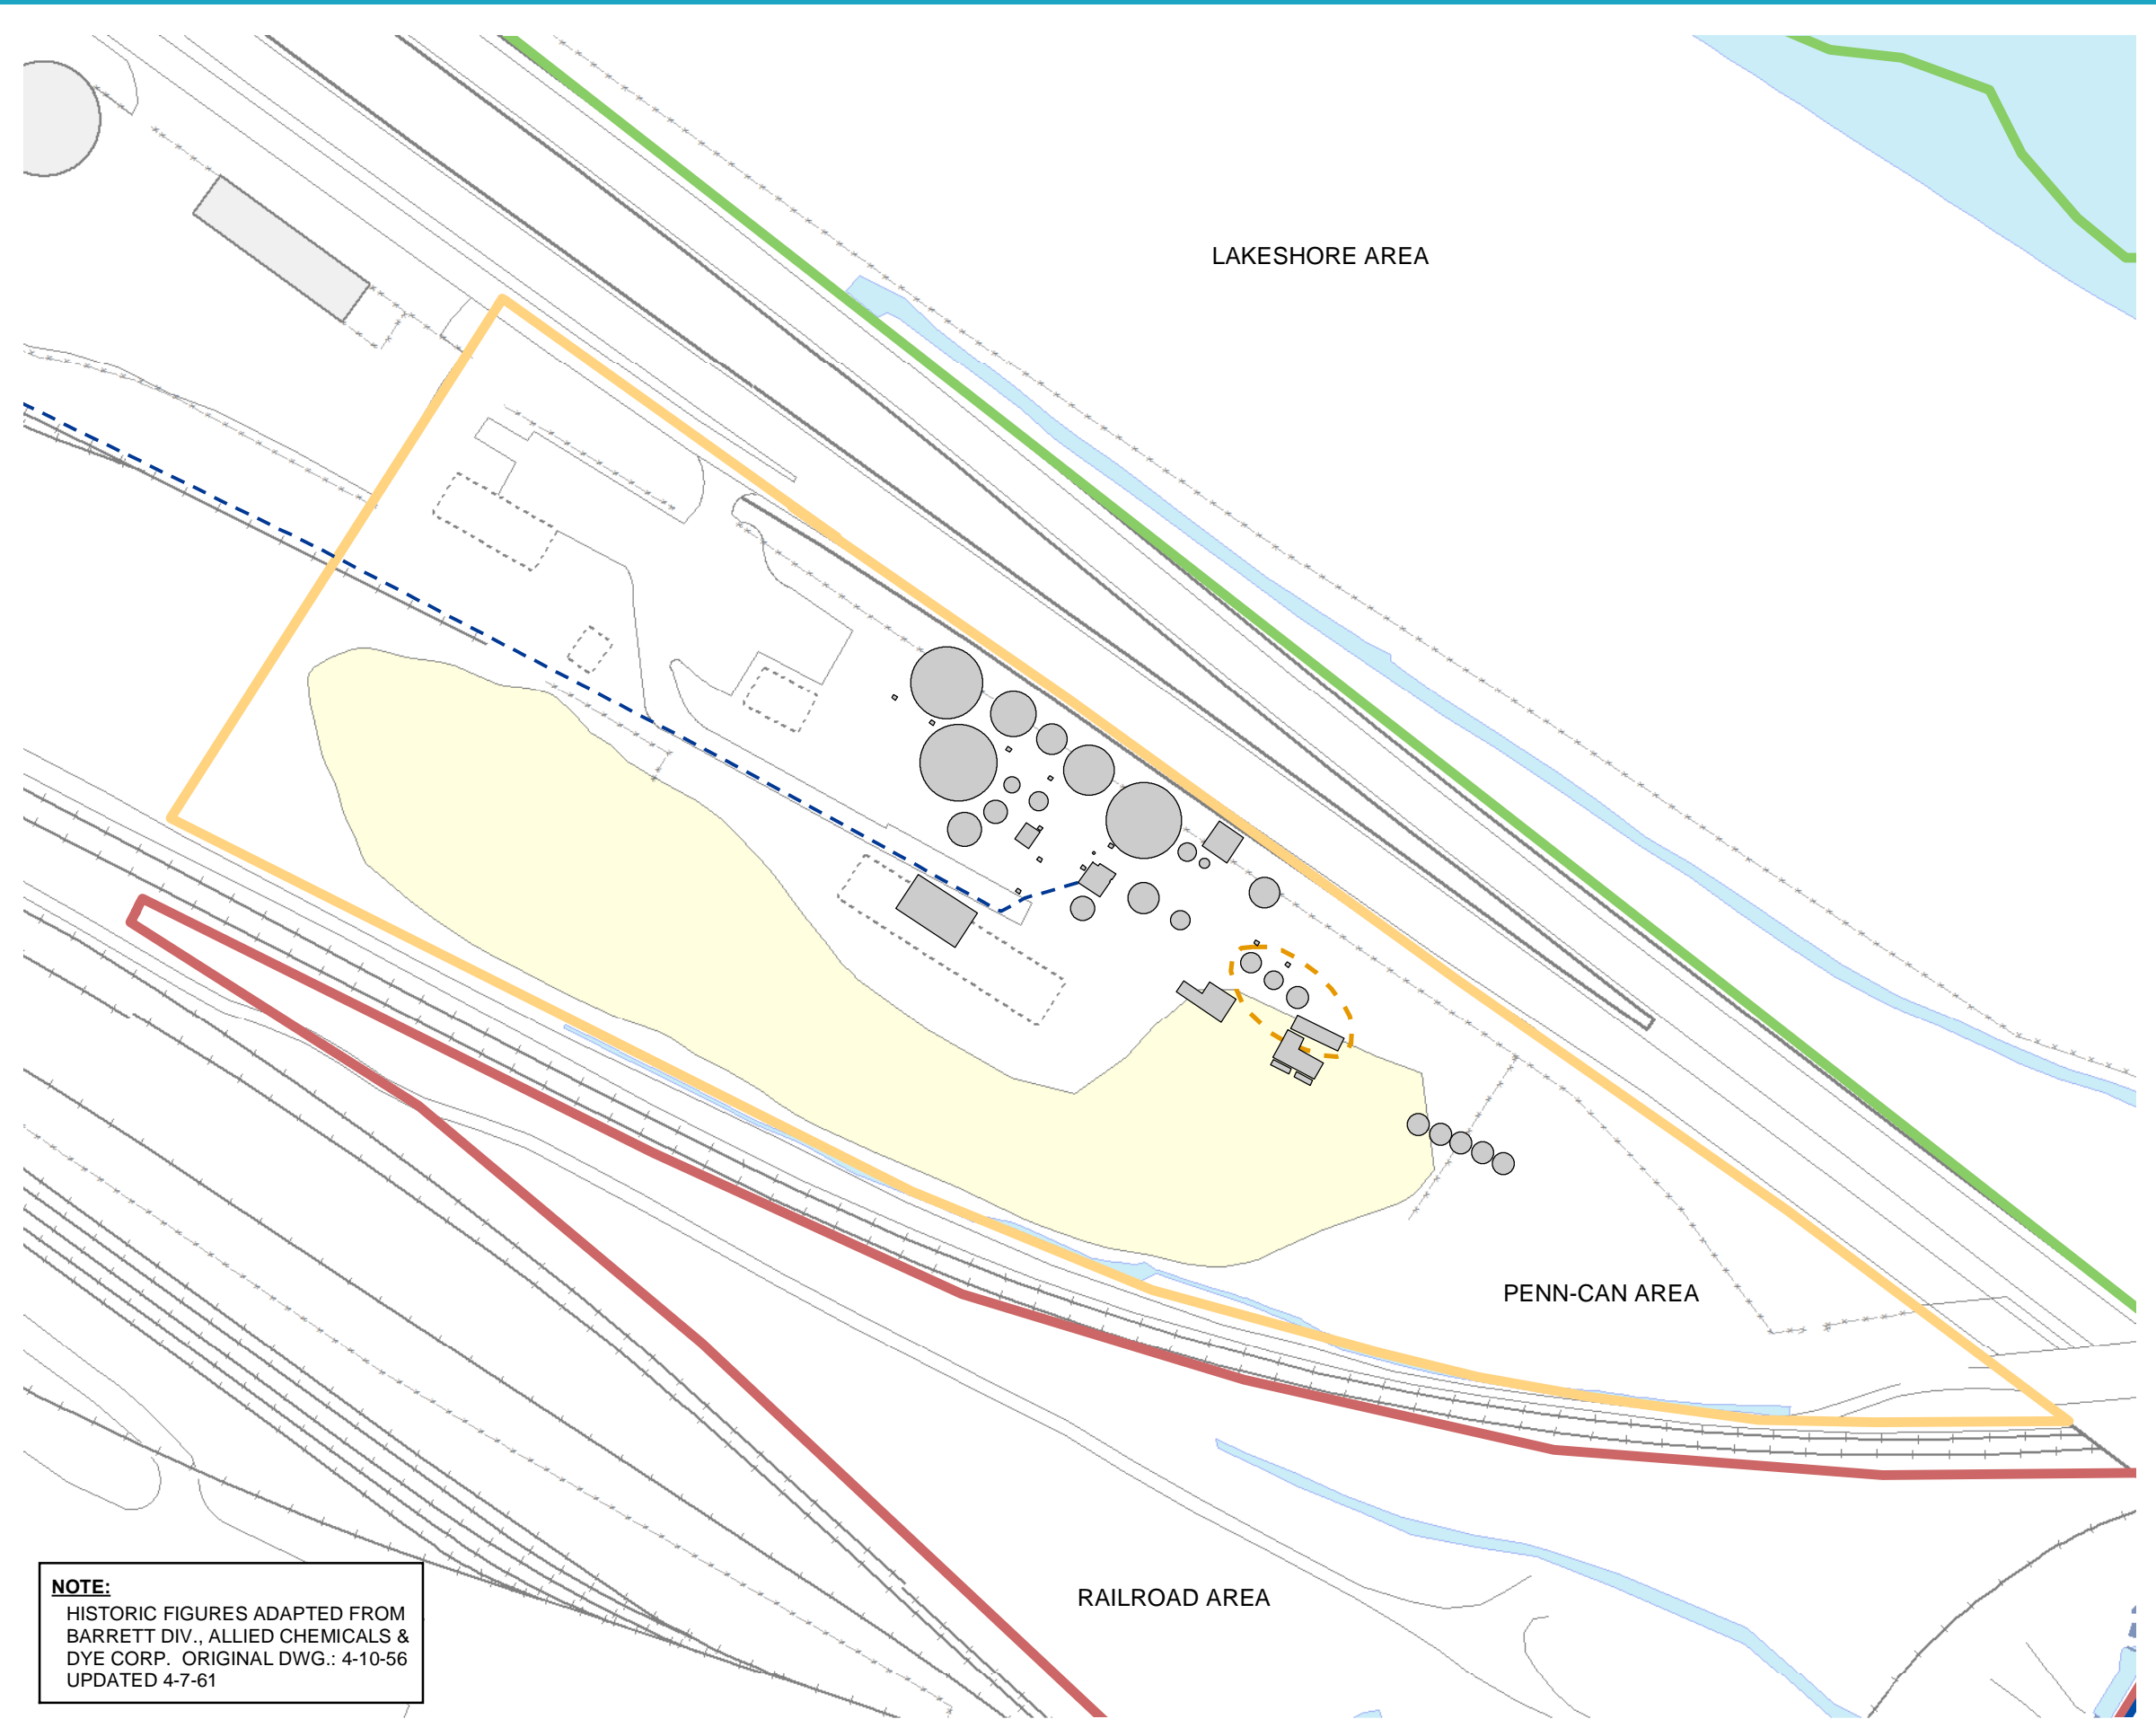 LAKESHORE AREA
PENN-CAN AREA
RAILROAD AREA
NOTE:
HISTORIC FIGURES ADAPTED FROM
BARRETT DIV., ALLIED CHEMICALS &
DYE CORP.  ORIGINAL DWG.: 4-10-56
UPDATED 4-7-61